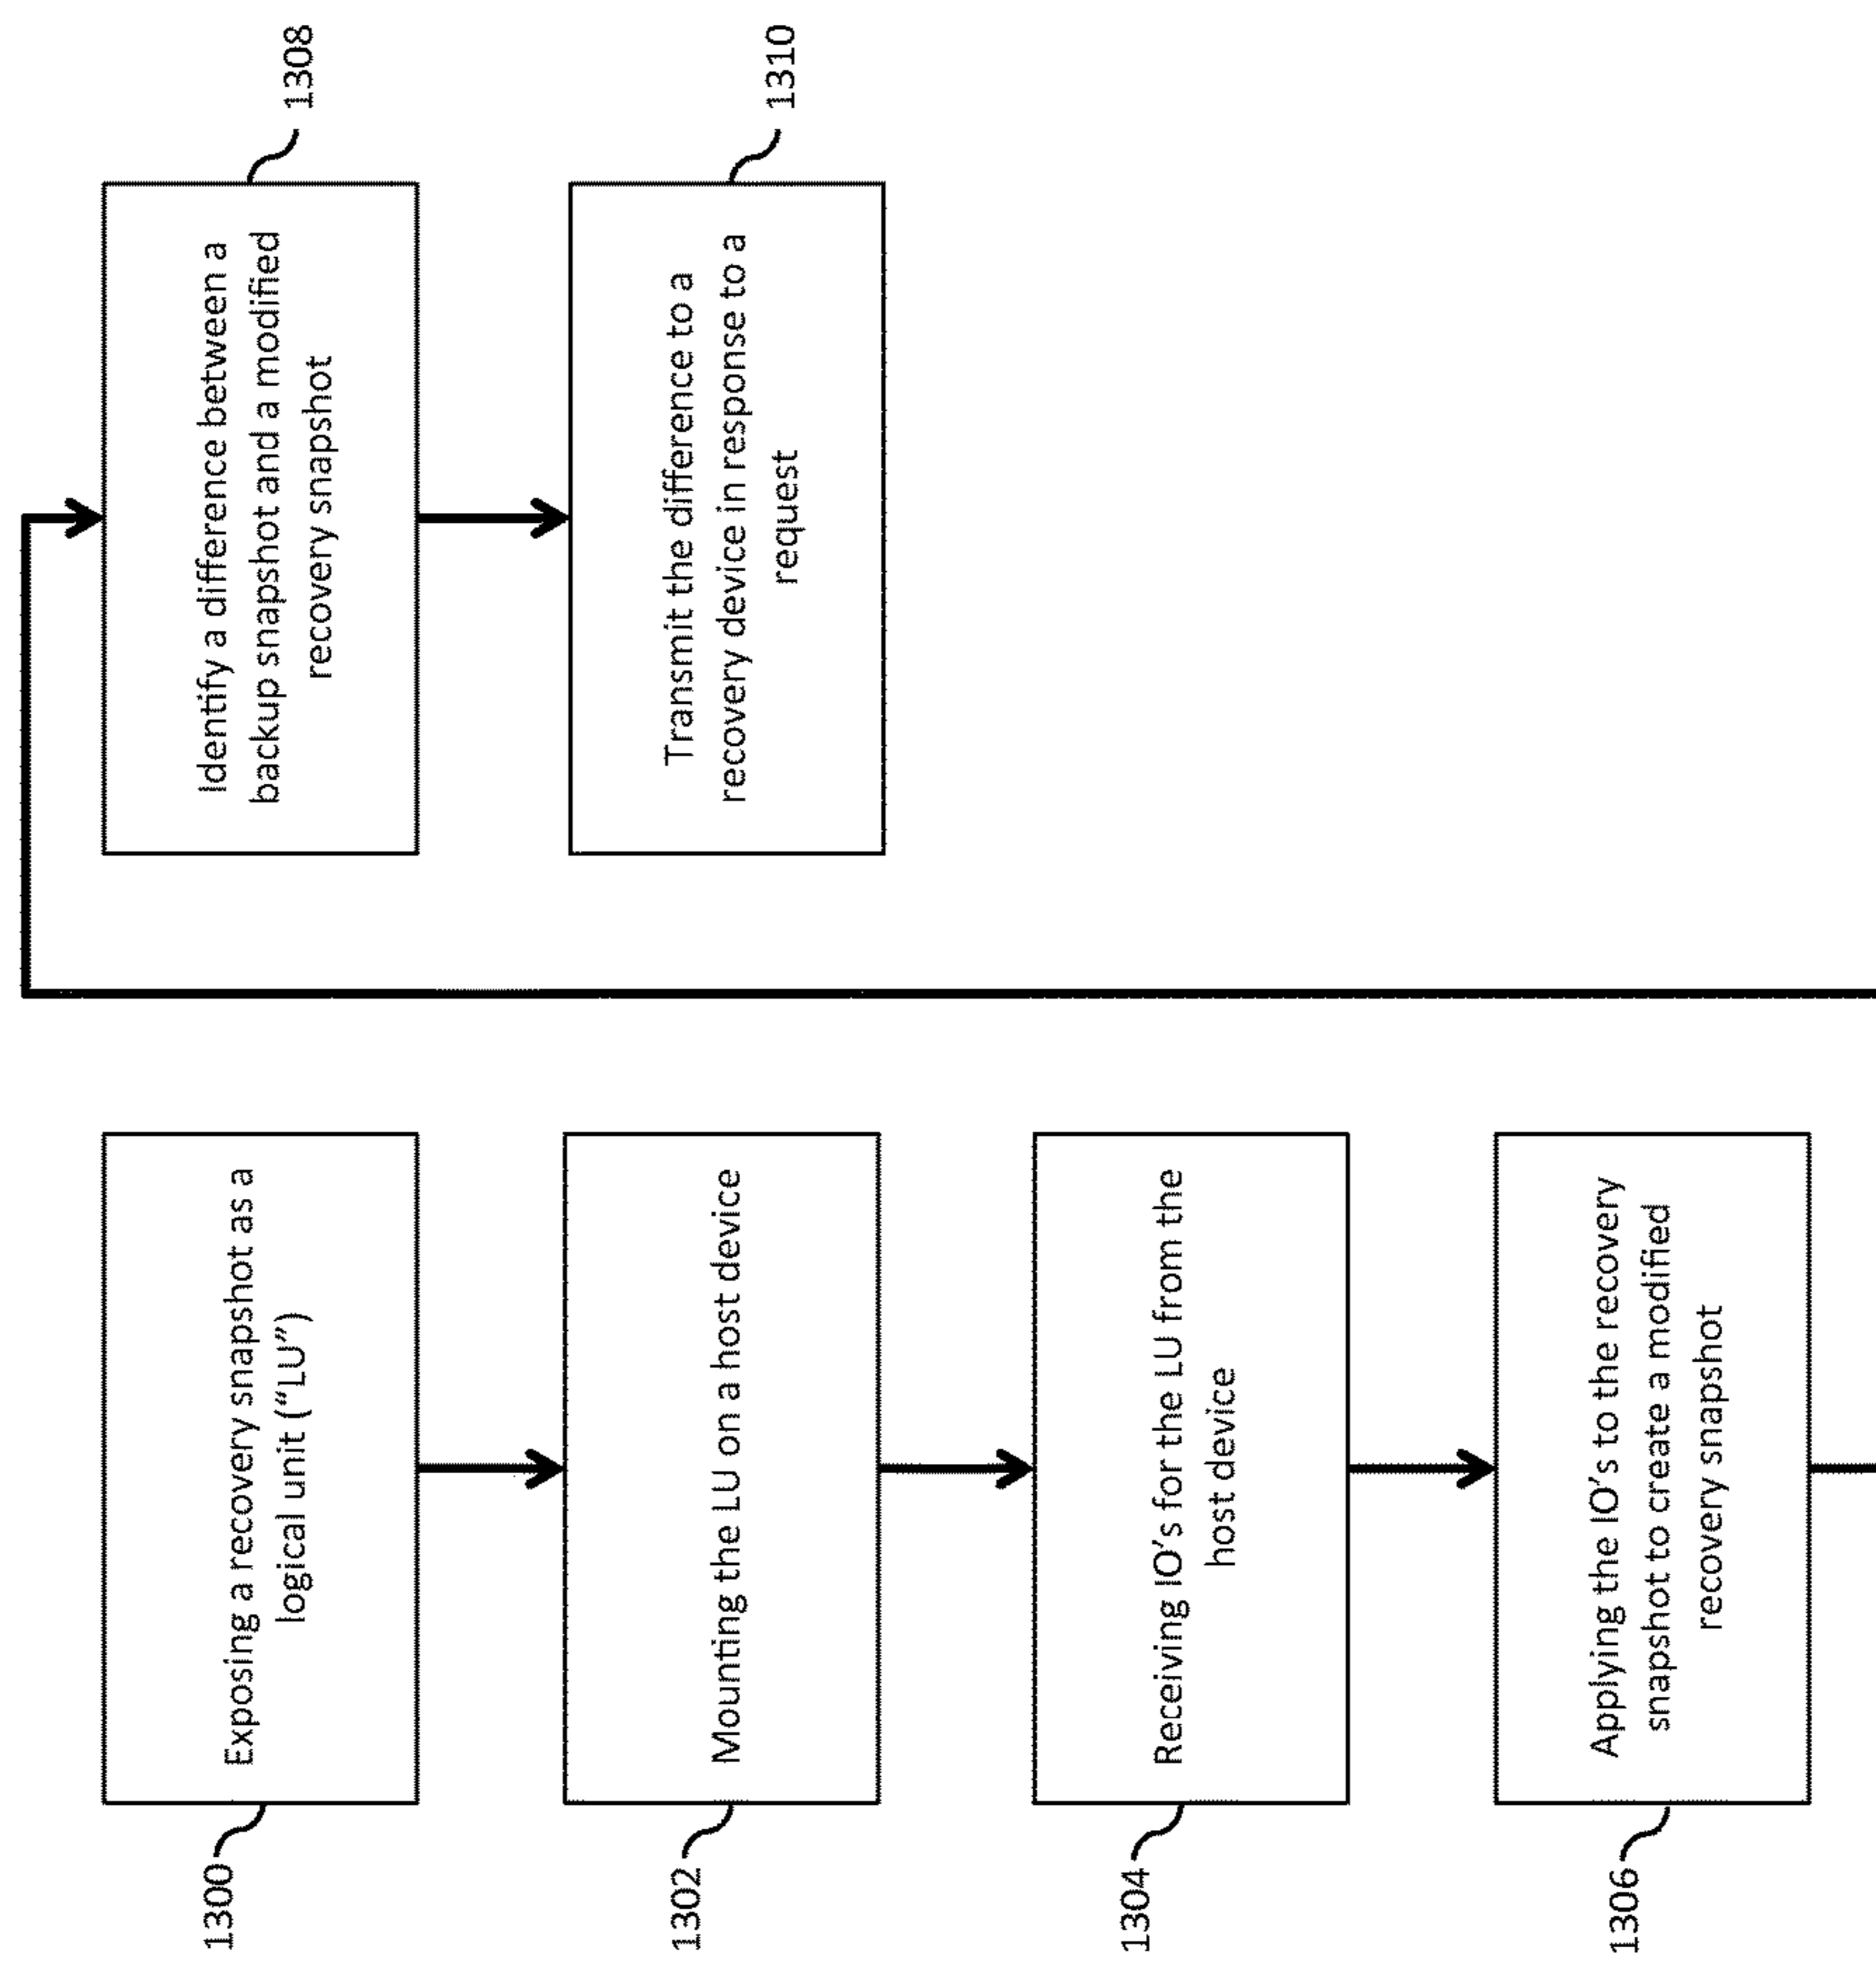 1300
Exposing a recovery snapshot as a
logical unit (“LU”)
1302
Mounting the LU on a host device
1304
Receiving IO’s for the LU from the
host device
1306
Applying the IO’s to the recovery
snapshot to create a modified
recovery snapshot
1308
Identify a difference between a
backup snapshot and a modified
recovery snapshot
1310
Transmit the difference to a
recovery device in response to a
request